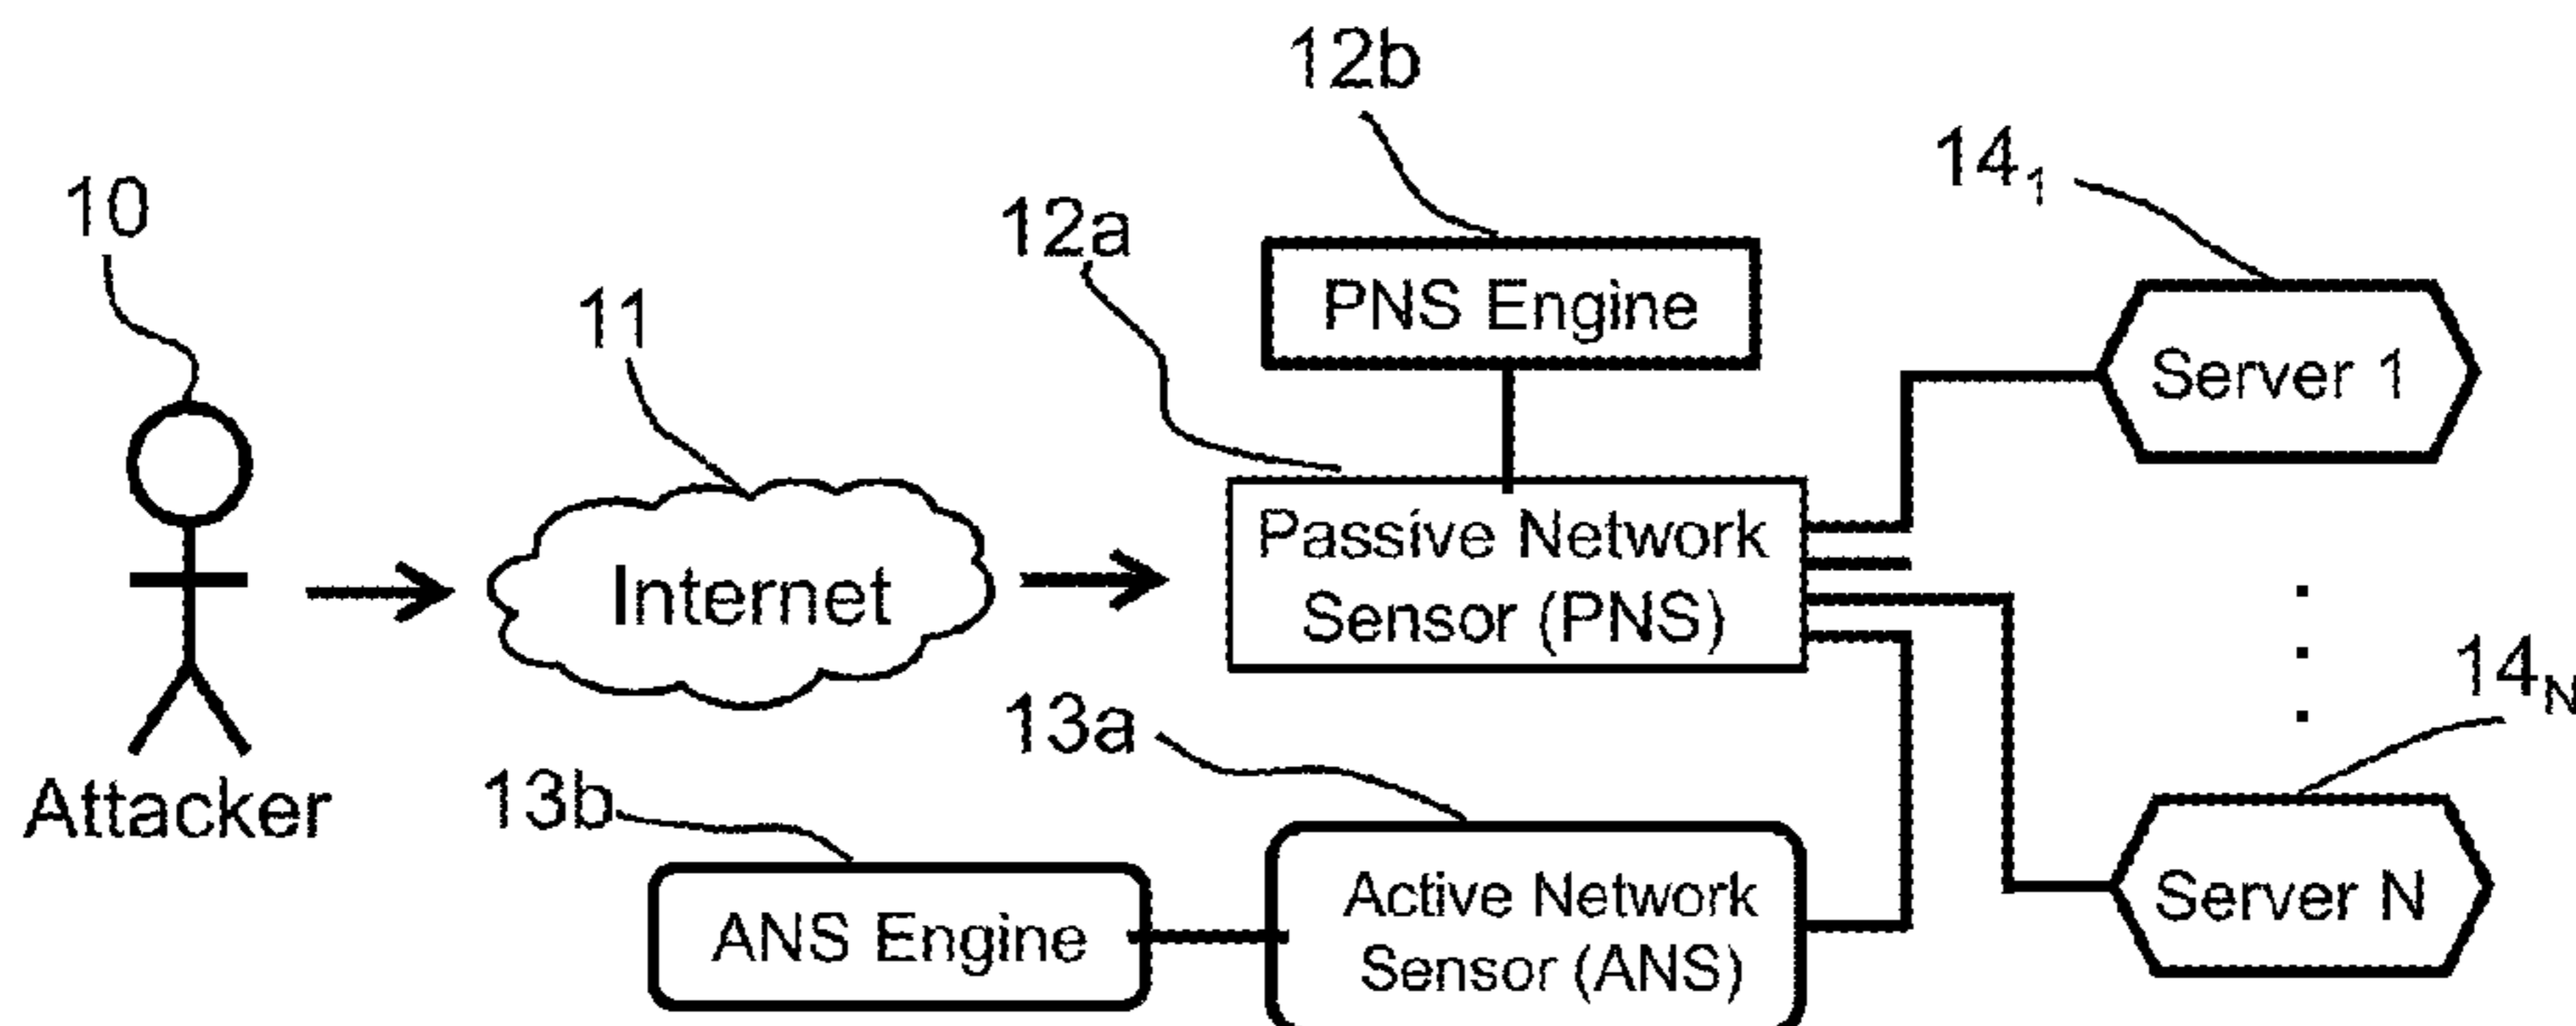 12b
14₁
10
12a
PNS Engine
11
Server 1
Passive Network
Sensor (PNS)
Internet
14N
13a
13b
Attacker
Active Network
Sensor (ANS)
ANS Engine
Server N